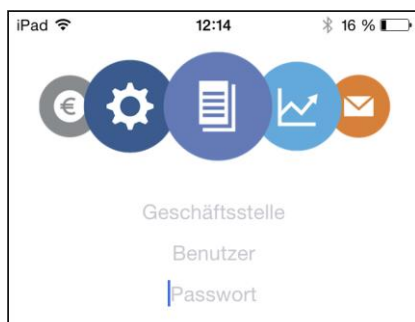 iPad 12:14 16 %
€
Geschäftsstelle
Benutzer
Passwort